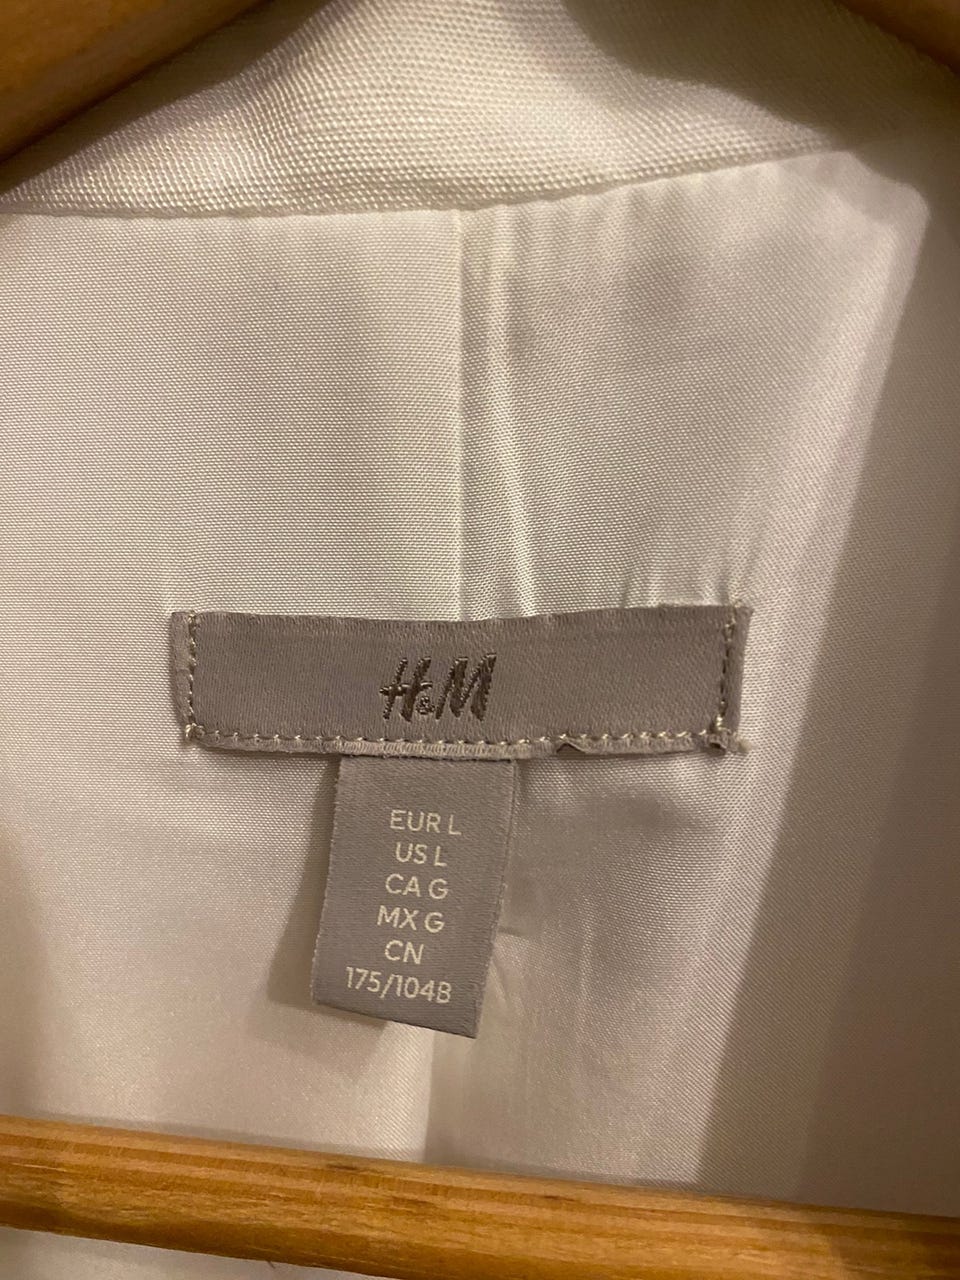 H&M
EUR L
US L
CA G
MX G
CN
175/104B